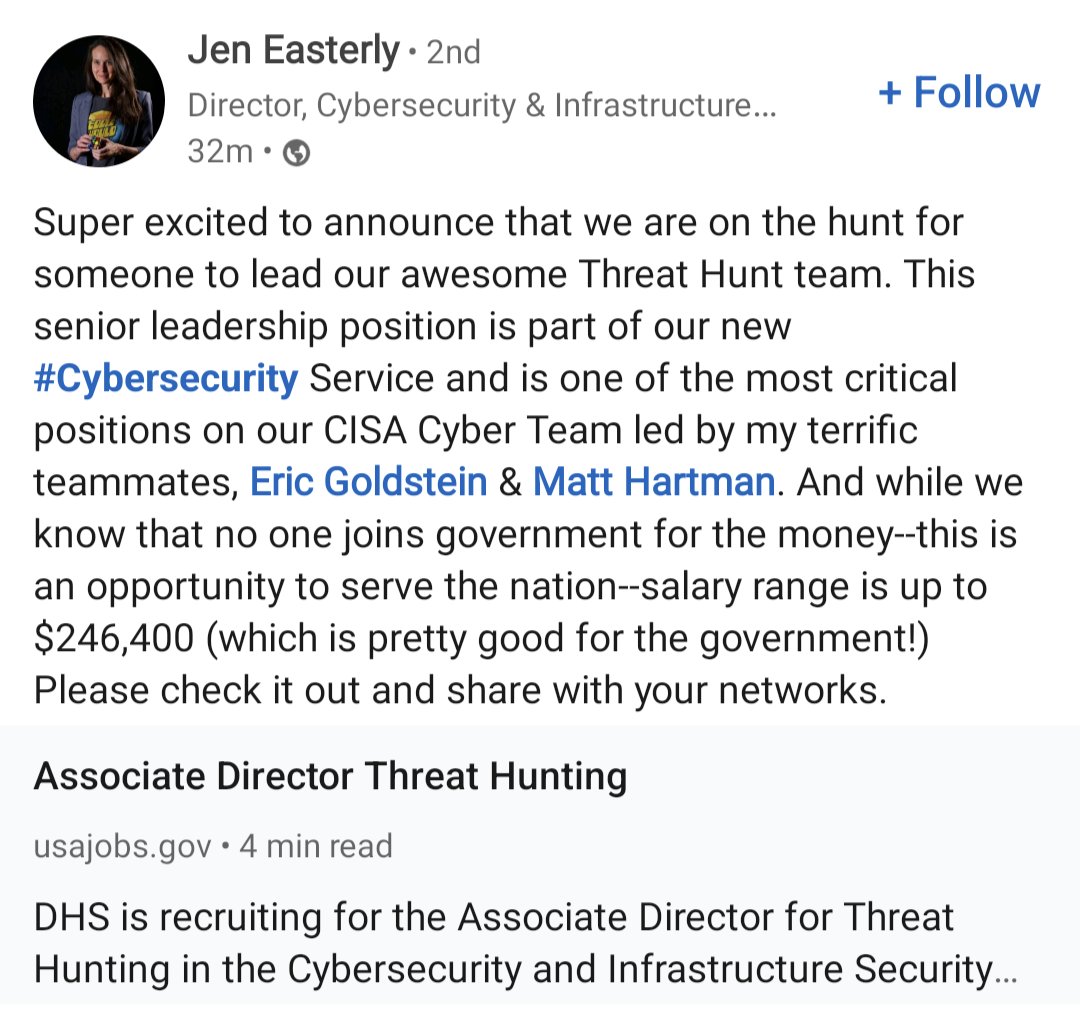 Jen Easterly • 2nd
Director, Cybersecurity & Infrastructure...
+ Follow
32m •
Super excited to announce that we are on the hunt for
someone to lead our awesome Threat Hunt team. This
senior leadership position is part of our new
#Cybersecurity Service and is one of the most critical
positions on our CISA Cyber Team led by my terrific
teammates, Eric Goldstein & Matt Hartman. And while we
know that no one joins government for the money--this is
an opportunity to serve the nation--salary range is up to
$246,400 (which is pretty good for the government!)
Please check it out and share with your networks.
Associate Director Threat Hunting
usajobs.gov • 4 min read
DHS is recruiting for the Associate Director for Threat
Hunting in the Cybersecurity and Infrastructure Security...